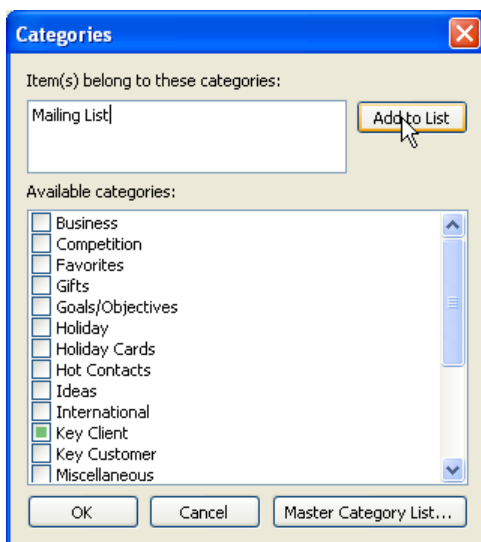 Categories
Item(s) belong to these categories:
Mailing List
Add to List
Available categories:
Business
Competition
Favorites
Gifts
Goals/Objectives
Holiday
Holiday Cards
Hot Contacts
Ideas
International
Key Client
Key Customer
Miscellaneous
OK
Cancel
Master Category List...